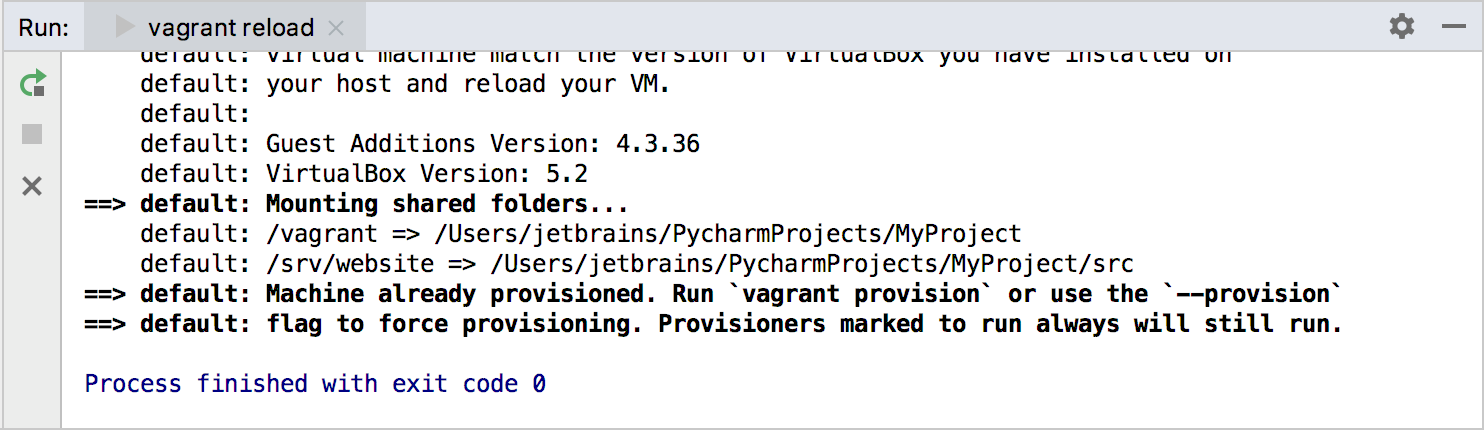 Run: vagrant reload
default: virtual machine match the version of VirtualBox you have installed on
default: your host and reload your VM.
default:
default: Guest Additions Version: 4.3.36
default: VirtualBox Version: 5.2
==> default: Mounting shared folders...
default: /vagrant => /Users/jetbrains/PycharmProjects/MyProject
default: /srv/website => /Users/jetbrains/PycharmProjects/MyProject/src
==> default: Machine already provisioned. Run `vagrant provision` or use the `--provision`
==> default: flag to force provisioning. Provisioners marked to run always will still run.
Process finished with exit code 0